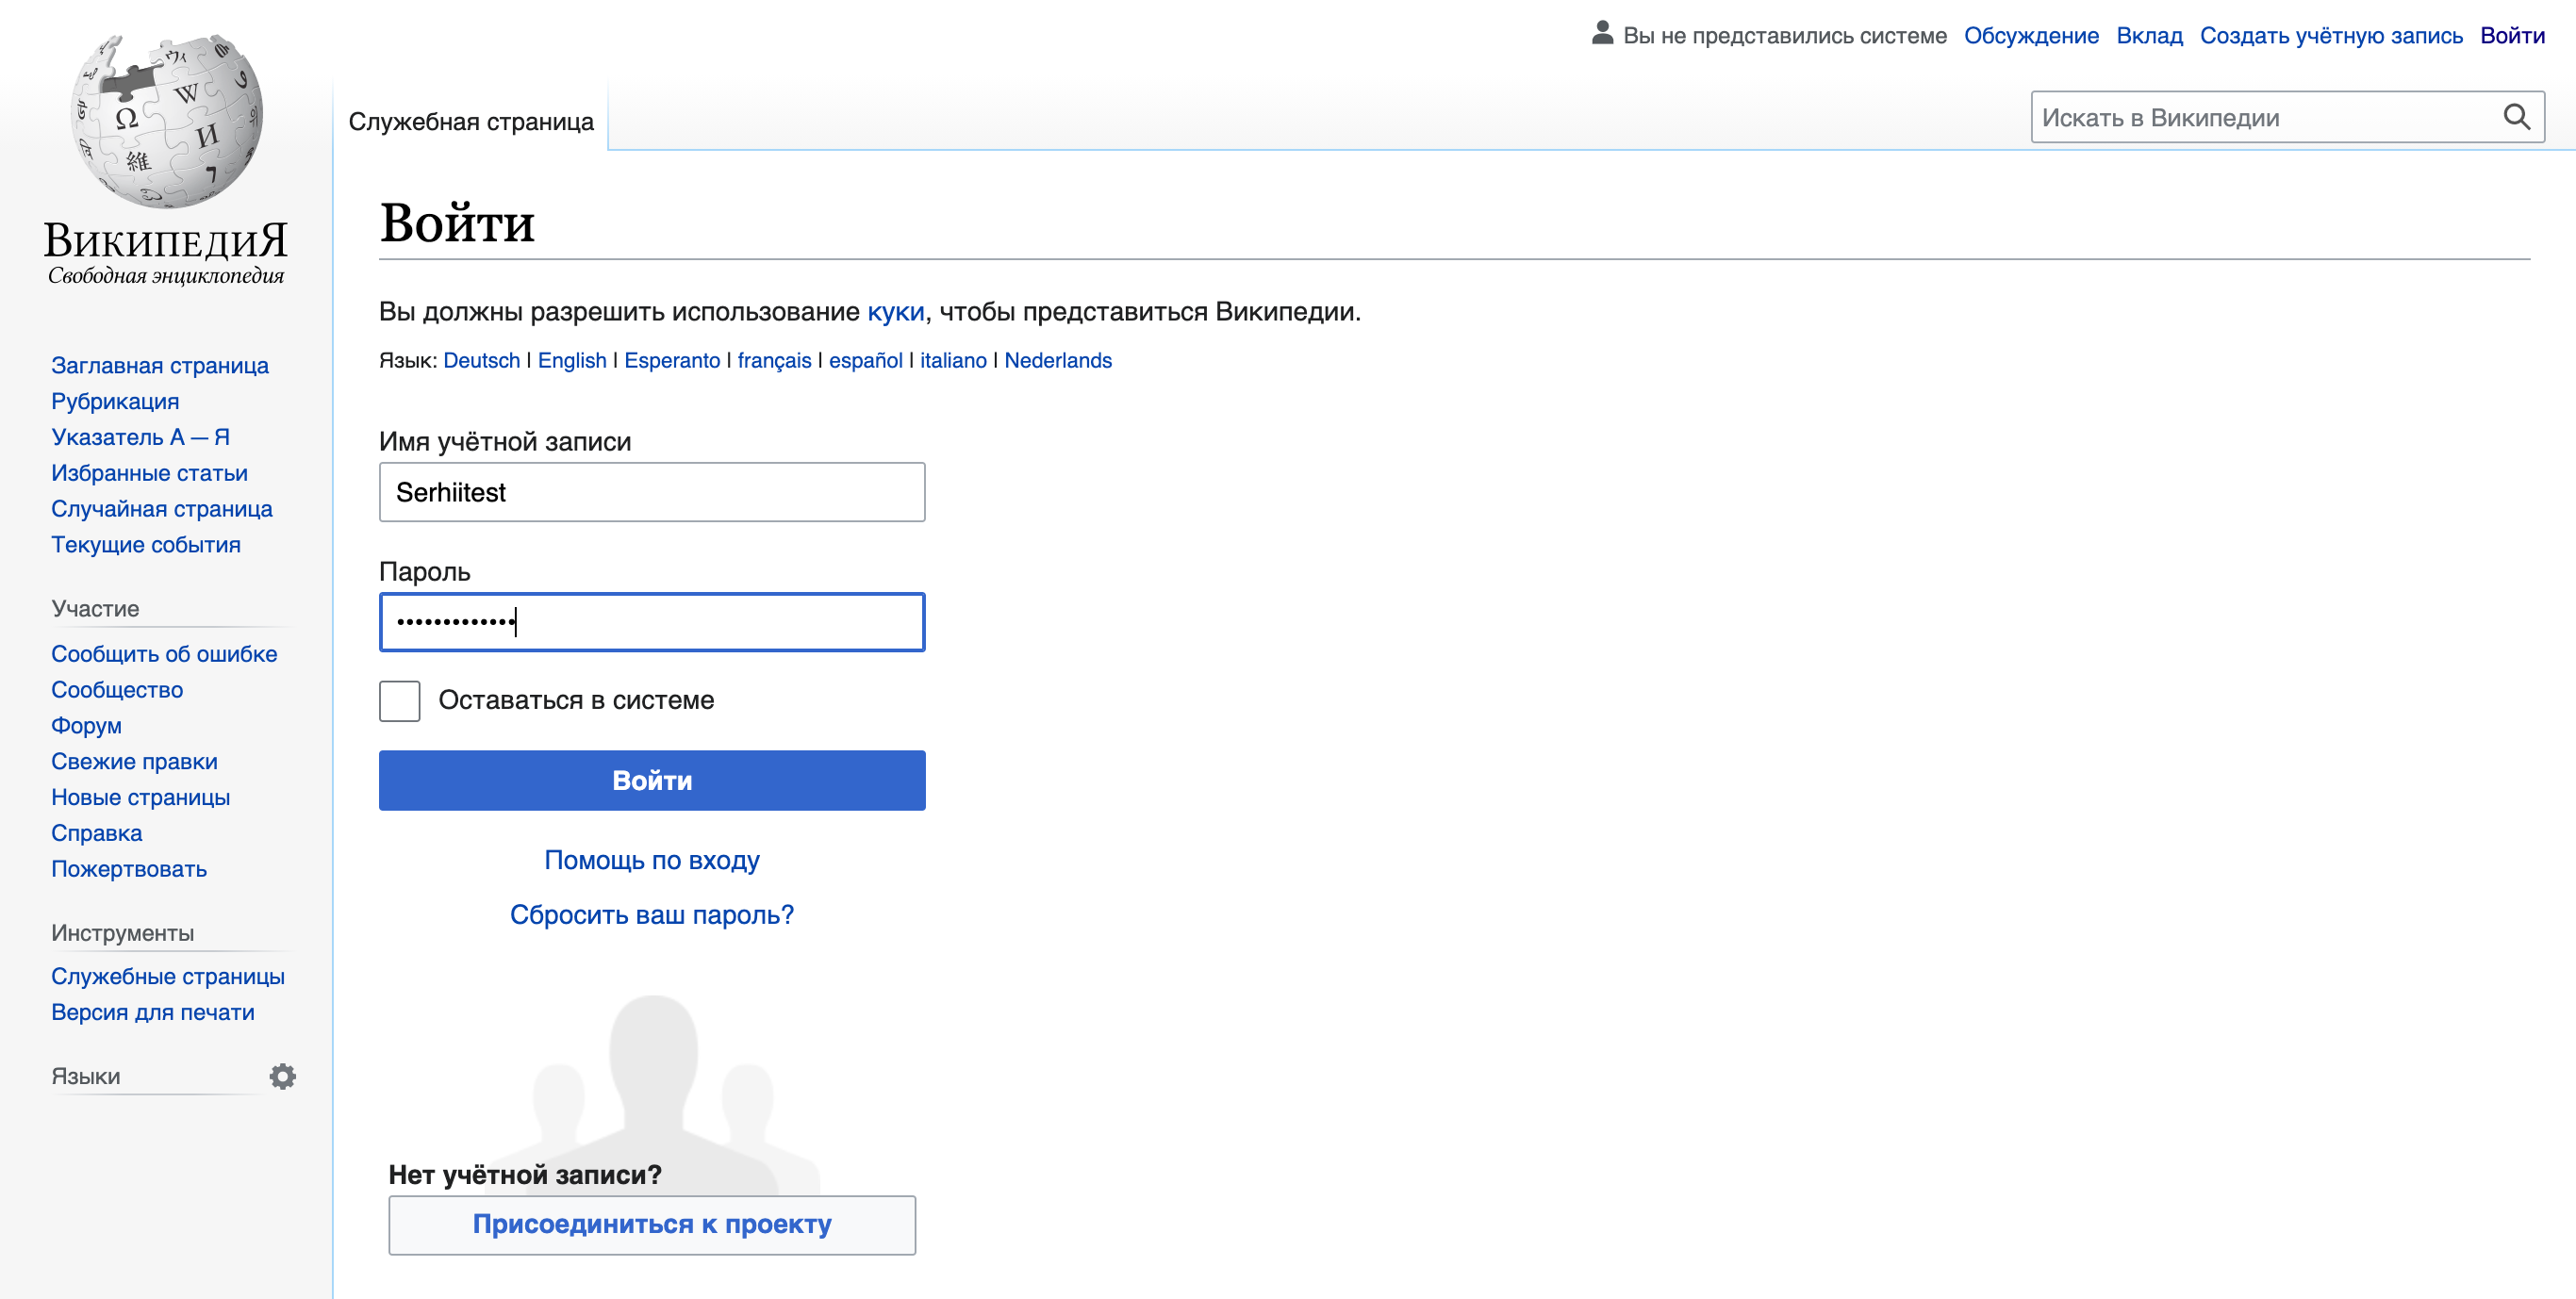 Вы не представились системе Обсуждение Вклад Создать учётную запись Войти
Служебная страница
Искать в Википедии
ВикипедиЯ
Свободная энциклопедия
Заглавная страница
Рубрикация
Указатель А — Я
Избранные статьи
Случайная страница
Текущие события
Участие
Сообщить об ошибке
Сообщество
Форум
Свежие правки
Новые страницы
Справка
Пожертвовать
Инструменты
Служебные страницы
Версия для печати
Языки
Войти
Вы должны разрешить использование куки, чтобы представиться Википедии.
Язык: Deutsch | English | Esperanto | français | español | italiano | Nederlands
Имя учётной записи
Serhiitest
Пароль
•••••••••••••
Оставаться в системе
Войти
Помощь по входу
Сбросить ваш пароль?
Нет учётной записи?
Присоединиться к проекту